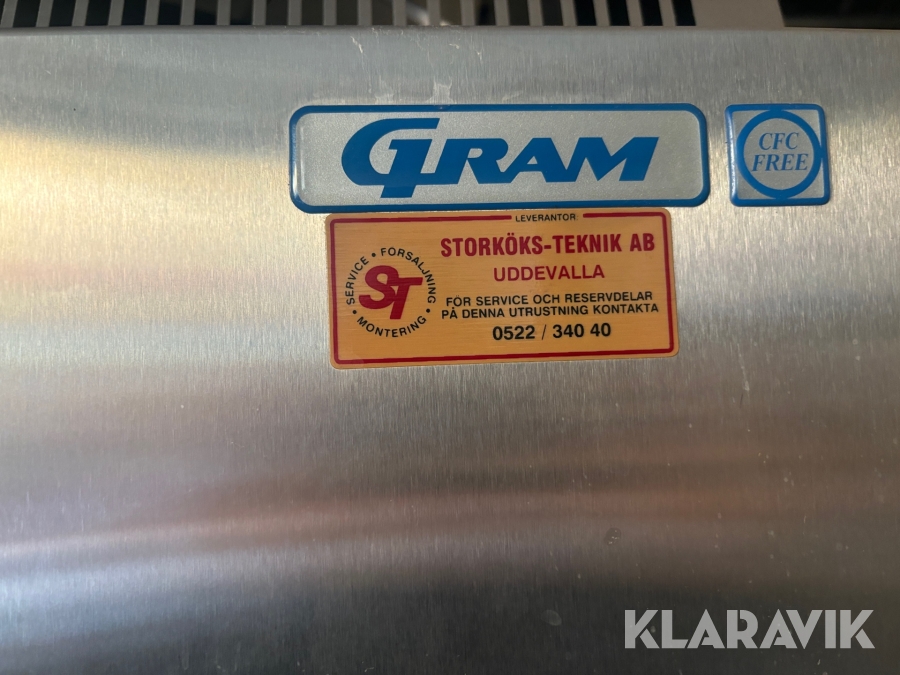 GRAM
CFC
FREE
LEVERANTÖR:
STORKÖKS-TEKNIK AB
UDDEVALLA
SERVICE • FÖRSÄLJNING • MONTERING •
ST
FÖR SERVICE OCH RESERVDELAR
PÅ DENNA UTRUSTNING KONTAKTA
0522 / 340 40
KLARAVIK